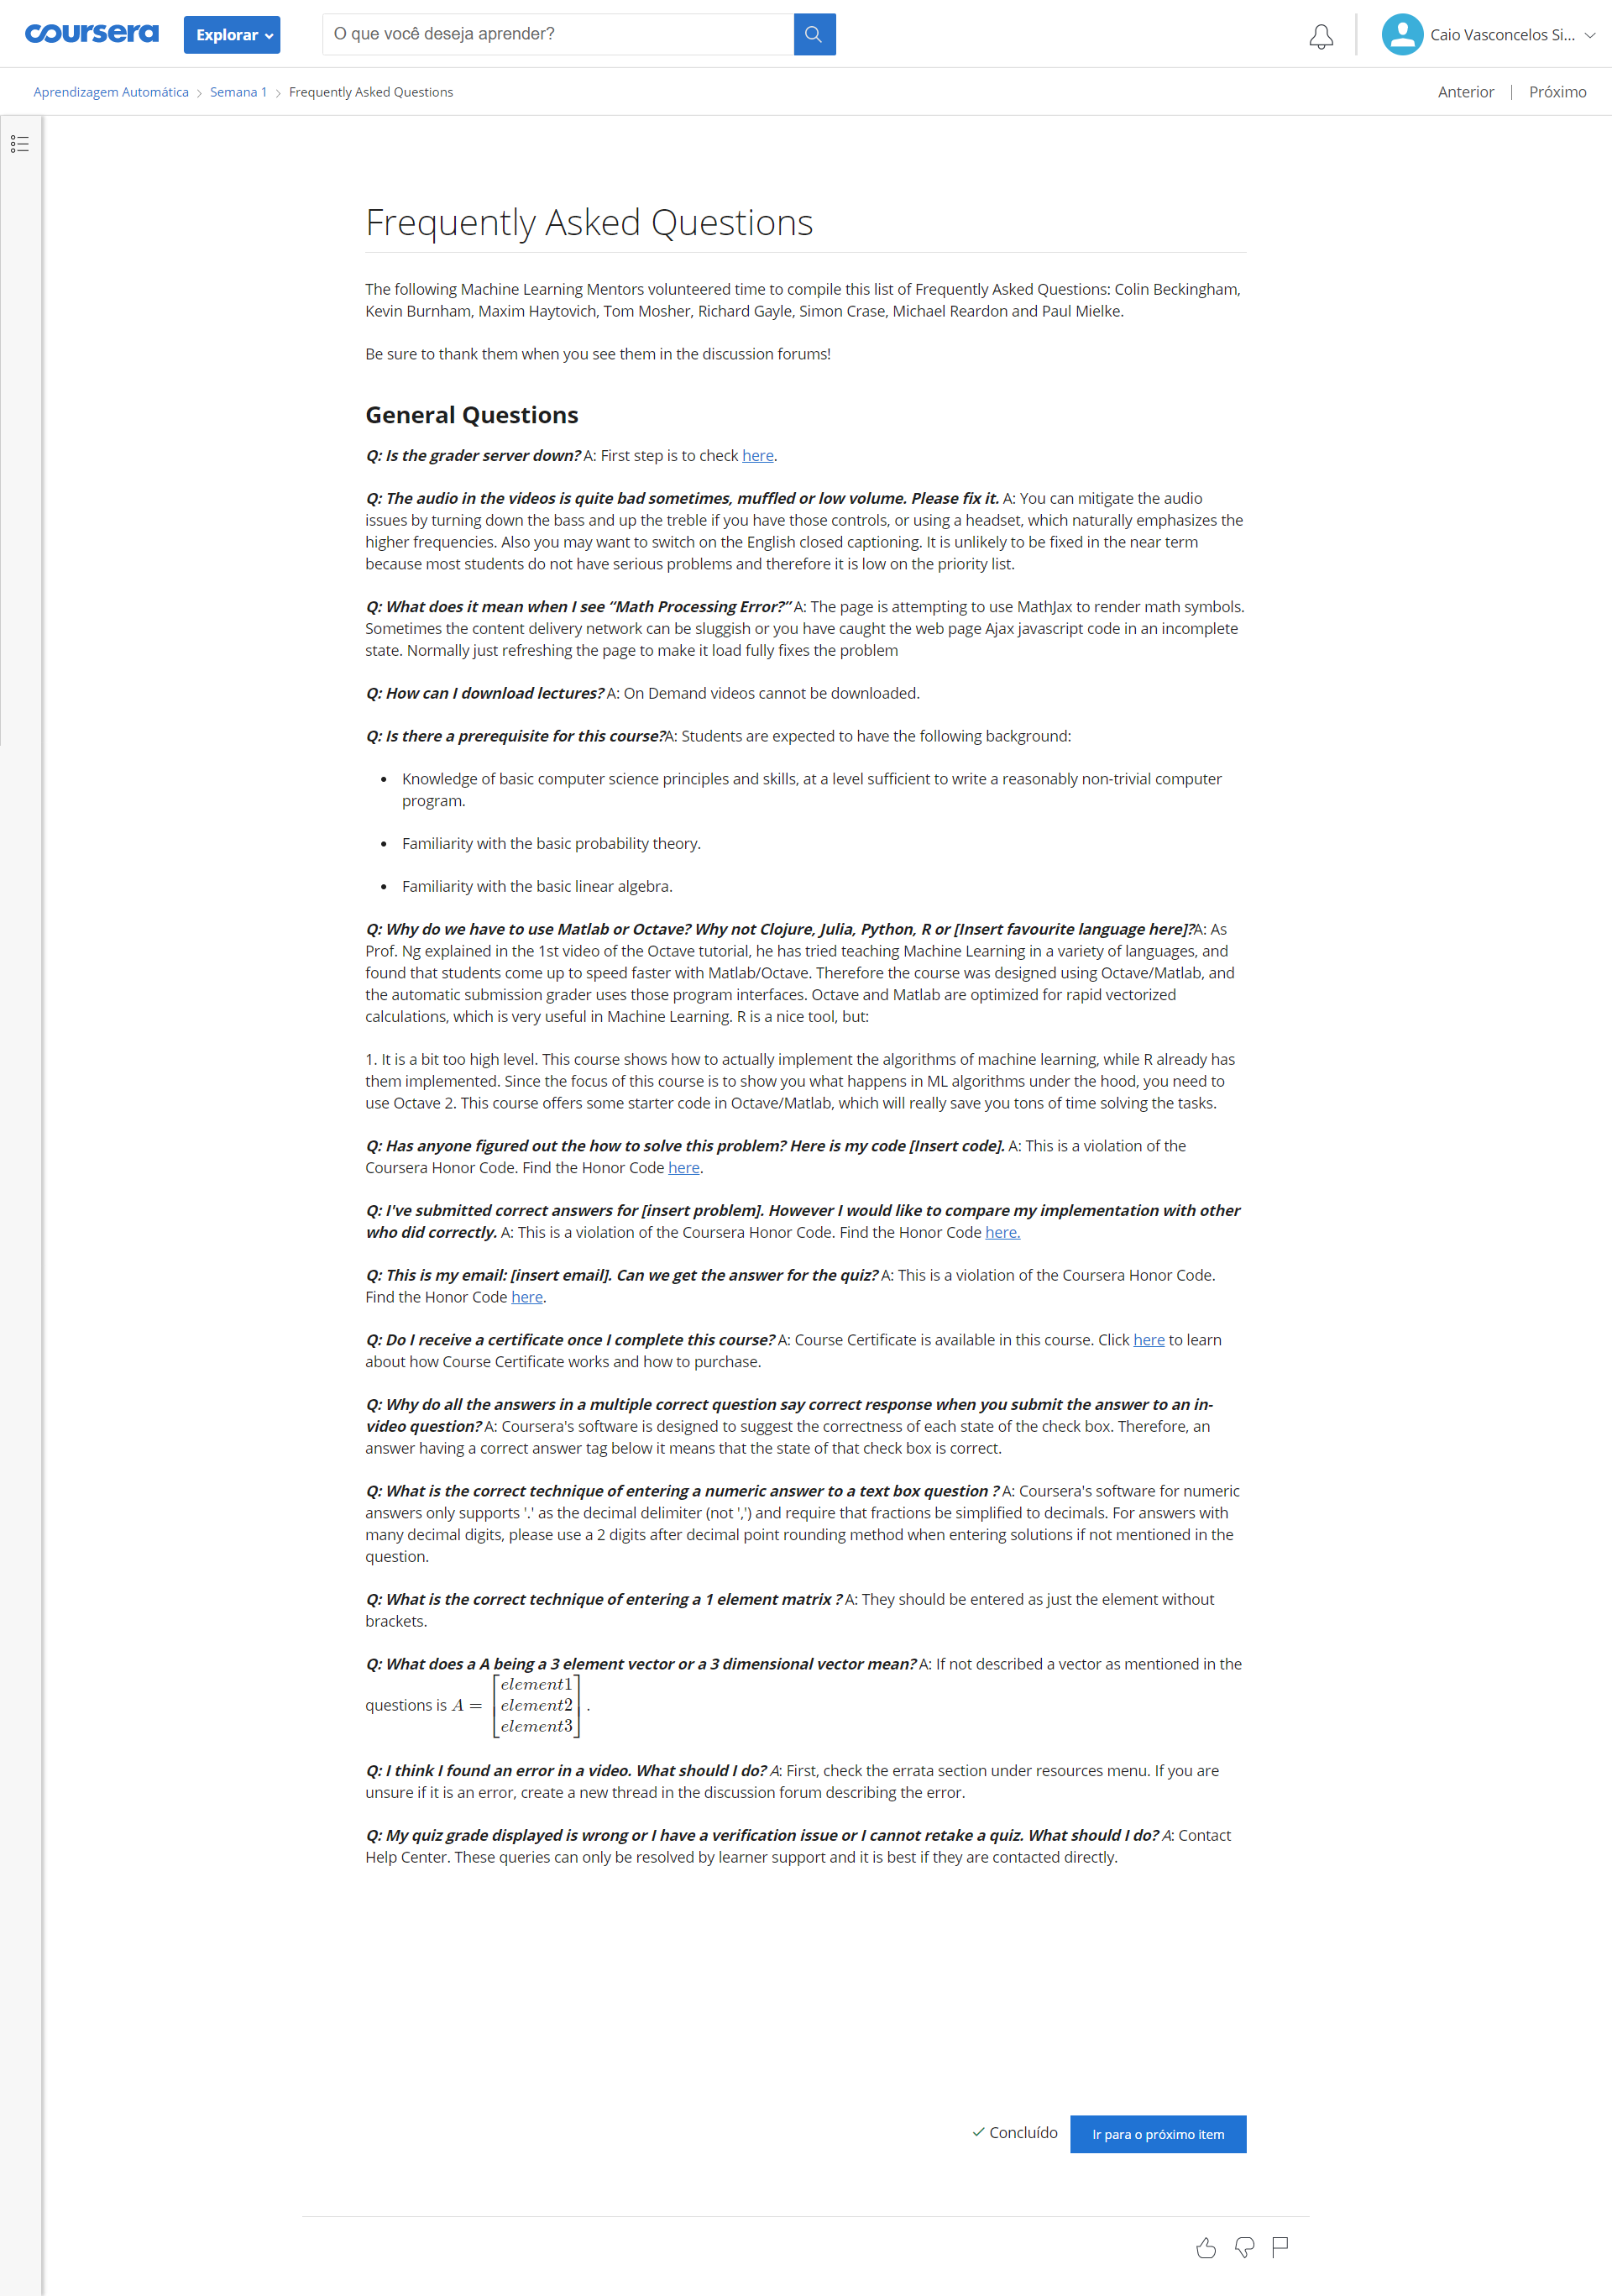 coursera
Explorar
O que você deseja aprender?
Caio Vasconcelos Si...
Aprendizagem Automática > Semana 1 > Frequently Asked Questions
Anterior | Próximo
Frequently Asked Questions
The following Machine Learning Mentors volunteered time to compile this list of Frequently Asked Questions: Colin Beckingham,
Kevin Burnham, Maxim Haytovich, Tom Mosher, Richard Gayle, Simon Crase, Michael Reardon and Paul Mielke.
Be sure to thank them when you see them in the discussion forums!
General Questions
Q: Is the grader server down? A: First step is to check here.
Q: The audio in the videos is quite bad sometimes, muffled or low volume. Please fix it. A: You can mitigate the audio
issues by turning down the bass and up the treble if you have those controls, or using a headset, which naturally emphasizes the
higher frequencies. Also you may want to switch on the English closed captioning. It is unlikely to be fixed in the near term
because most students do not have serious problems and therefore it is low on the priority list.
Q: What does it mean when I see “Math Processing Error?” A: The page is attempting to use MathJax to render math symbols.
Sometimes the content delivery network can be sluggish or you have caught the web page Ajax javascript code in an incomplete
state. Normally just refreshing the page to make it load fully fixes the problem
Q: How can I download lectures? A: On Demand videos cannot be downloaded.
Q: Is there a prerequisite for this course?A: Students are expected to have the following background:
• Knowledge of basic computer science principles and skills, at a level sufficient to write a reasonably non-trivial computer
program.
• Familiarity with the basic probability theory.
• Familiarity with the basic linear algebra.
Q: Why do we have to use Matlab or Octave? Why not Clojure, Julia, Python, R or [Insert favourite language here]?A: As
Prof. Ng explained in the 1st video of the Octave tutorial, he has tried teaching Machine Learning in a variety of languages, and
found that students come up to speed faster with Matlab/Octave. Therefore the course was designed using Octave/Matlab, and
the automatic submission grader uses those program interfaces. Octave and Matlab are optimized for rapid vectorized
calculations, which is very useful in Machine Learning. R is a nice tool, but:
1. It is a bit too high level. This course shows how to actually implement the algorithms of machine learning, while R already has
them implemented. Since the focus of this course is to show you what happens in ML algorithms under the hood, you need to
use Octave 2. This course offers some starter code in Octave/Matlab, which will really save you tons of time solving the tasks.
Q: Has anyone figured out the how to solve this problem? Here is my code [Insert code]. A: This is a violation of the
Coursera Honor Code. Find the Honor Code here.
Q: I've submitted correct answers for [insert problem]. However I would like to compare my implementation with other
who did correctly. A: This is a violation of the Coursera Honor Code. Find the Honor Code here.
Q: This is my email: [insert email]. Can we get the answer for the quiz? A: This is a violation of the Coursera Honor Code.
Find the Honor Code here.
Q: Do I receive a certificate once I complete this course? A: Course Certificate is available in this course. Click here to learn
about how Course Certificate works and how to purchase.
Q: Why do all the answers in a multiple correct question say correct response when you submit the answer to an in-
video question? A: Coursera's software is designed to suggest the correctness of each state of the check box. Therefore, an
answer having a correct answer tag below it means that the state of that check box is correct.
Q: What is the correct technique of entering a numeric answer to a text box question ? A: Coursera's software for numeric
answers only supports '.' as the decimal delimiter (not ',') and require that fractions be simplified to decimals. For answers with
many decimal digits, please use a 2 digits after decimal point rounding method when entering solutions if not mentioned in the
question.
Q: What is the correct technique of entering a 1 element matrix ? A: They should be entered as just the element without
brackets.
Q: What does a A being a 3 element vector or a 3 dimensional vector mean? A: If not described a vector as mentioned in the
element1
questions is A = element2 .
element3
Q: I think I found an error in a video. What should I do? A: First, check the errata section under resources menu. If you are
unsure if it is an error, create a new thread in the discussion forum describing the error.
Q: My quiz grade displayed is wrong or I have a verification issue or I cannot retake a quiz. What should I do? A: Contact
Help Center. These queries can only be resolved by learner support and it is best if they are contacted directly.
Concluído
Ir para o próximo item